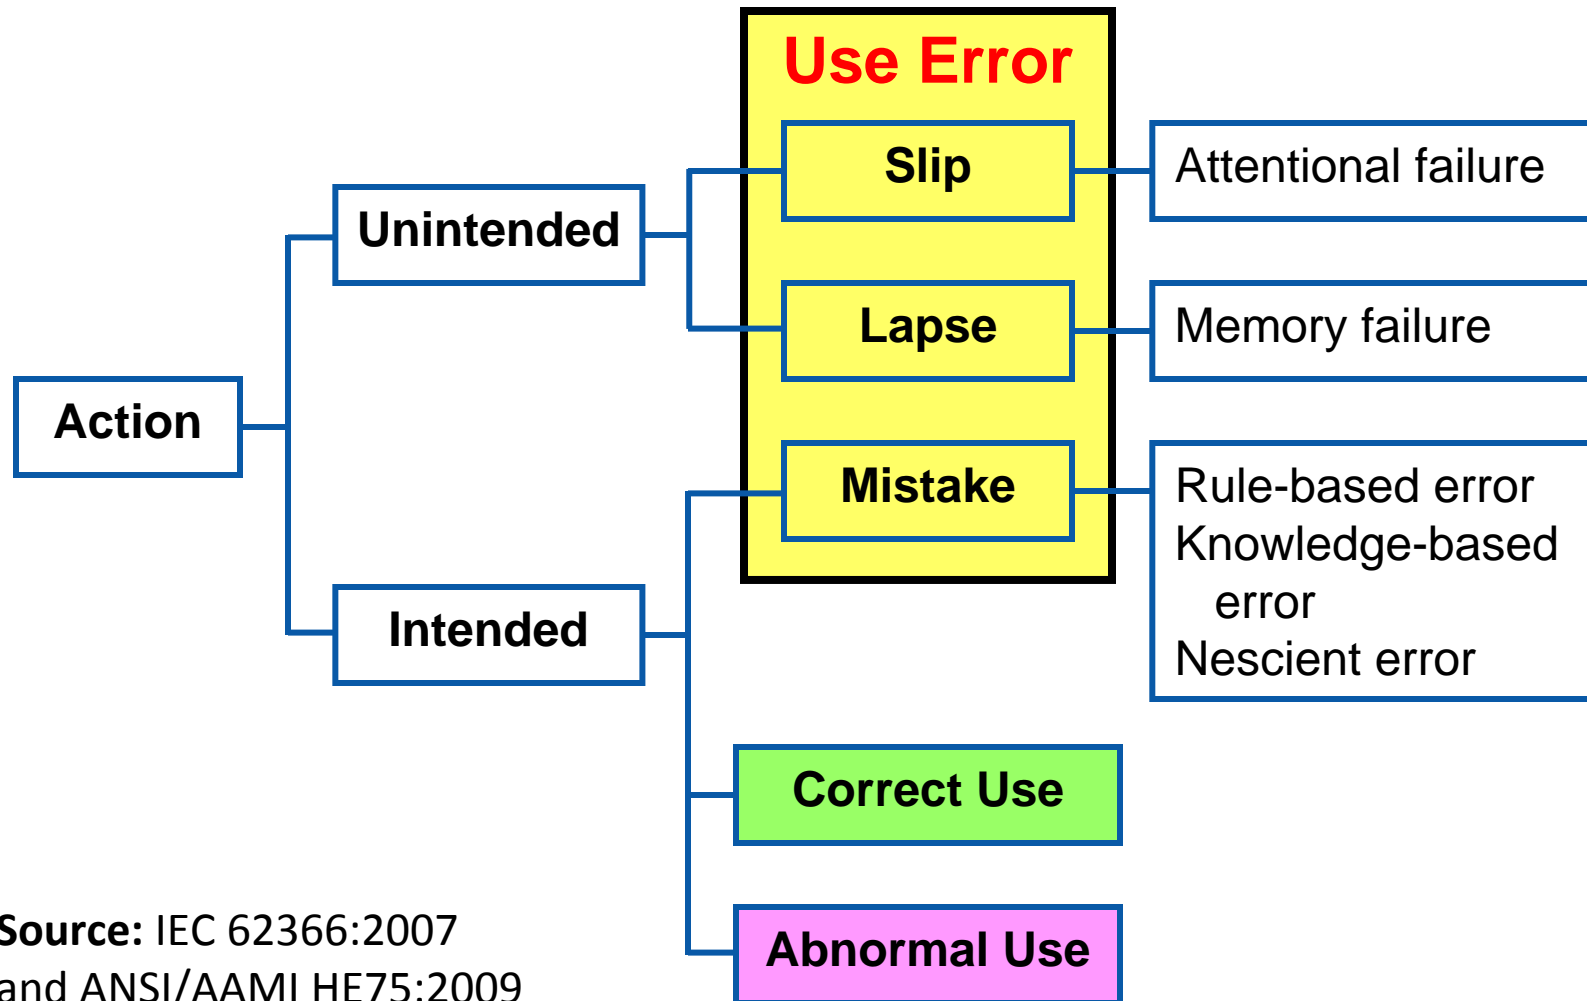 Use Error
Slip
Attentional failure
Unintended
Lapse
Memory failure
Action
Mistake
Rule-based error
Knowledge-based
error
Nescient error
Intended
Correct Use
Abnormal Use
Source: IEC 62366:2007
and ANSI/AAMI HE75:2009